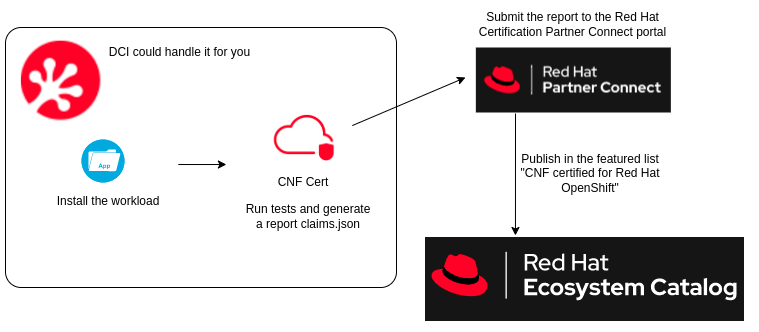 DCI could handle it for you
App
Install the workload
CNF Cert
Run tests and generate
a report claims.json
Submit the report to the Red Hat
Certification Partner Connect portal
Red Hat
Partner Connect
Publish in the featured list
"CNF certified for Red Hat
OpenShift"
Red Hat
Ecosystem Catalog